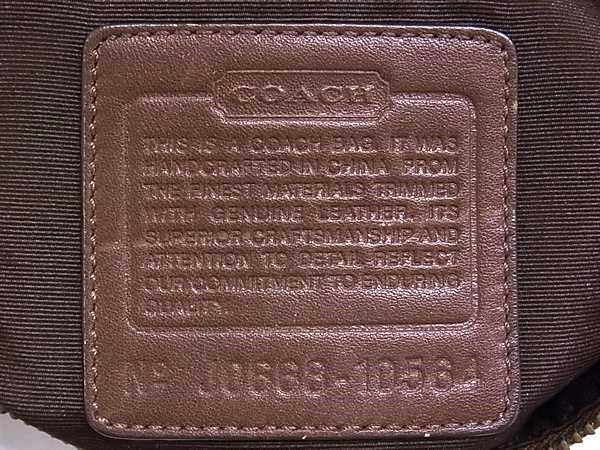 COACH
THIS IS A COACH BAG. IT WAS
HANDCRAFTED IN CHINA FROM
THE FINEST MATERIALS TRIMMED
WITH GENUINE LEATHER. ITS
SUPERIOR CRAFTSMANSHIP AND
ATTENTION TO DETAIL REFLECT
OUR COMMITMENT TO ENDURING
QUALITY.
Nº J0668-10584